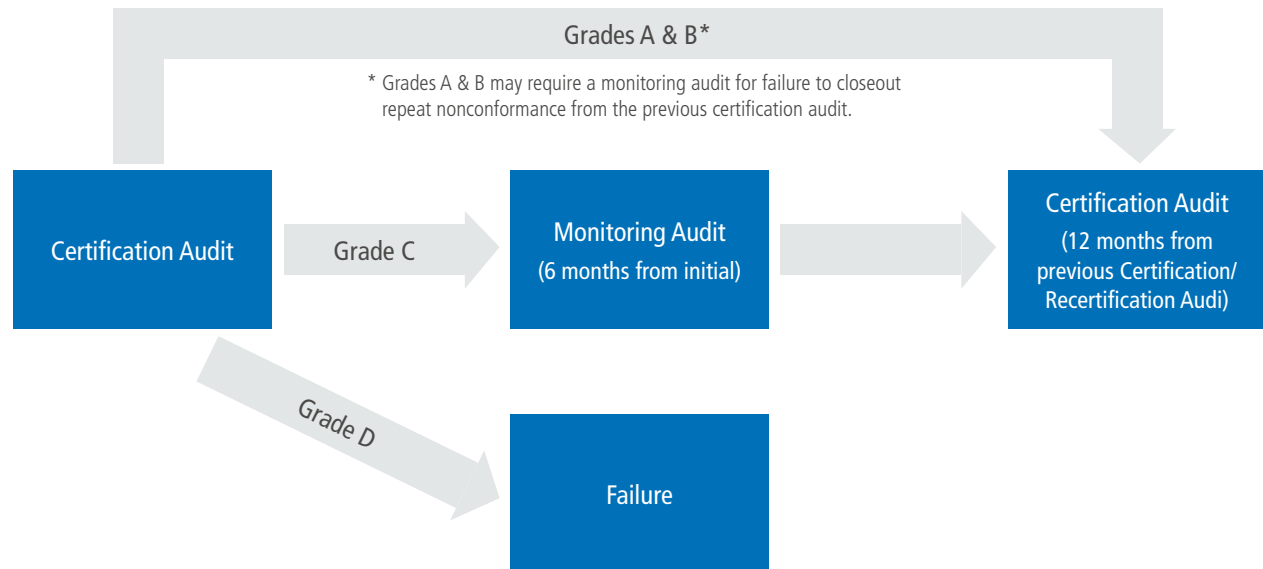 Grades A & B*
* Grades A & B may require a monitoring audit for failure to closeout
repeat nonconformance from the previous certification audit.
Certification Audit
Grade C
Monitoring Audit
(6 months from initial)
Certification Audit
(12 months from
previous Certification/
Recertification Audi)
Grade D
Failure